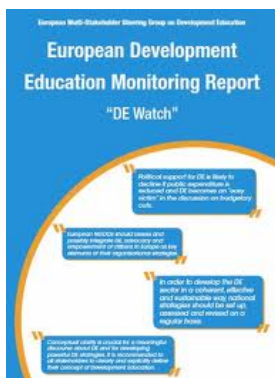 European Multi-Stakeholder Steering Group on Development Education
European Development
Education Monitoring Report
"DE Watch"
Political support for DE is likely to
decline if public expenditure is
reduced and DE becomes an "easy
victim" in the discussion on budgetary
cuts.
European NGDOs should assess and
possibly integrate DE, advocacy and
empowerment of citizens in Europe as key
elements of their organisational strategies.
In order to develop the DE
sector in a coherent, effective
and sustainable way, national
strategies should be set up,
assessed and revised on a
regular basis.
Conceptual clarity is crucial for a meaningful
discourse about DE and for developing
powerful DE strategies. It is recommended to
all stakeholders to clearly and explicitly define
their concept of Development Education.